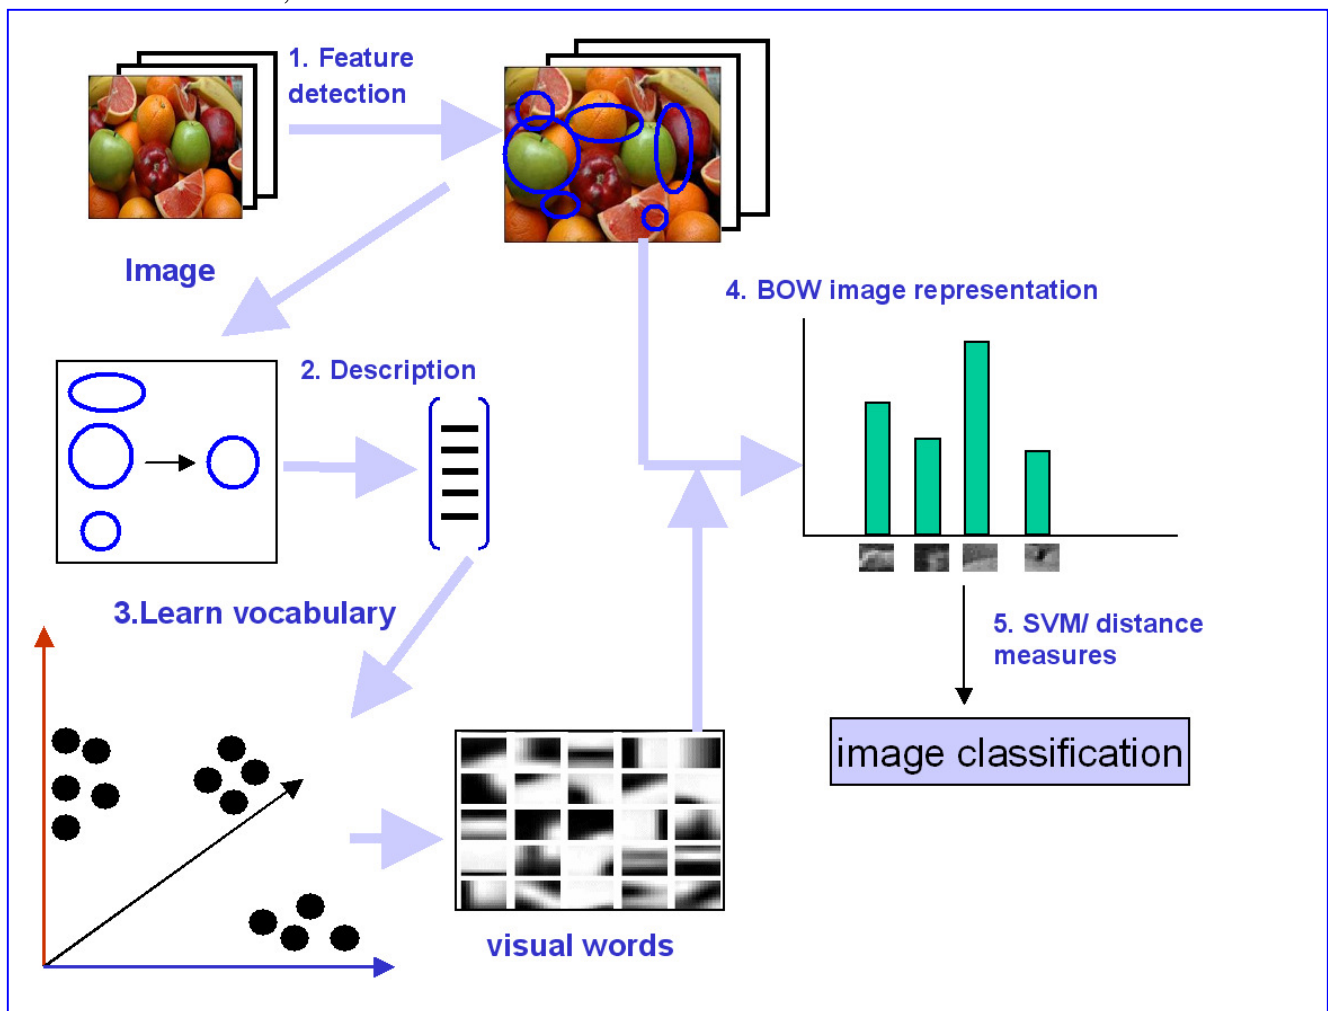 1. Feature
detection
Image
4. BOW image representation
2. Description
3.Learn vocabulary
5. SVM/ distance
measures
image classification
visual words